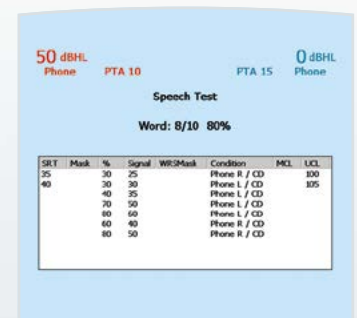 50 dBHL 0 dBHL
Phone PTA 10 PTA 15 Phone
Speech Test
Word: 8/10 80%
SRT Mask % Signal WRSMask Condition MCL UCL
35 30 25 Phone R / CD 100
40 30 30 Phone L / CD 105
40 35 Phone L / CD
70 50 Phone L / CD
80 60 Phone L / CD
60 40 Phone R / CD
80 50 Phone R / CD